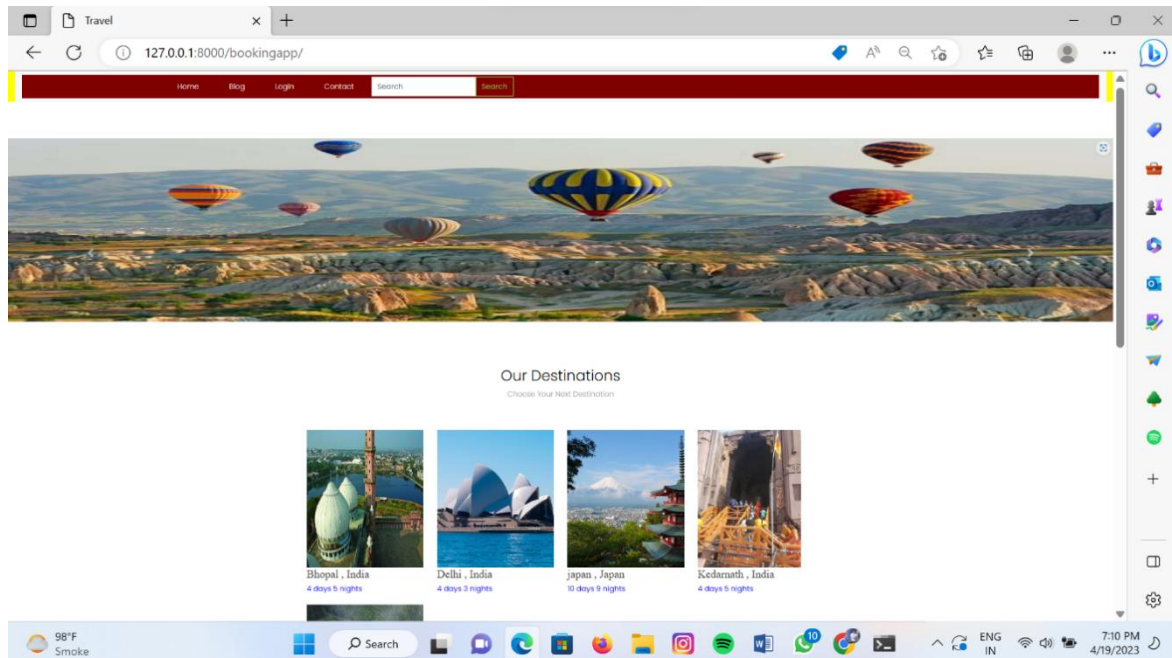 Travel
127.0.0.1:8000/bookingapp/
Home Blog Login Contact Search Search
Our Destinations
Choose Your Next Destination
Bhopal , India Delhi , India japan , Japan Kedarnath , India
4 days 5 nights 4 days 3 nights 10 days 9 nights 4 days 5 nights
98°F
Smoke
Search
10
ENG
IN
7:10 PM
4/19/2023